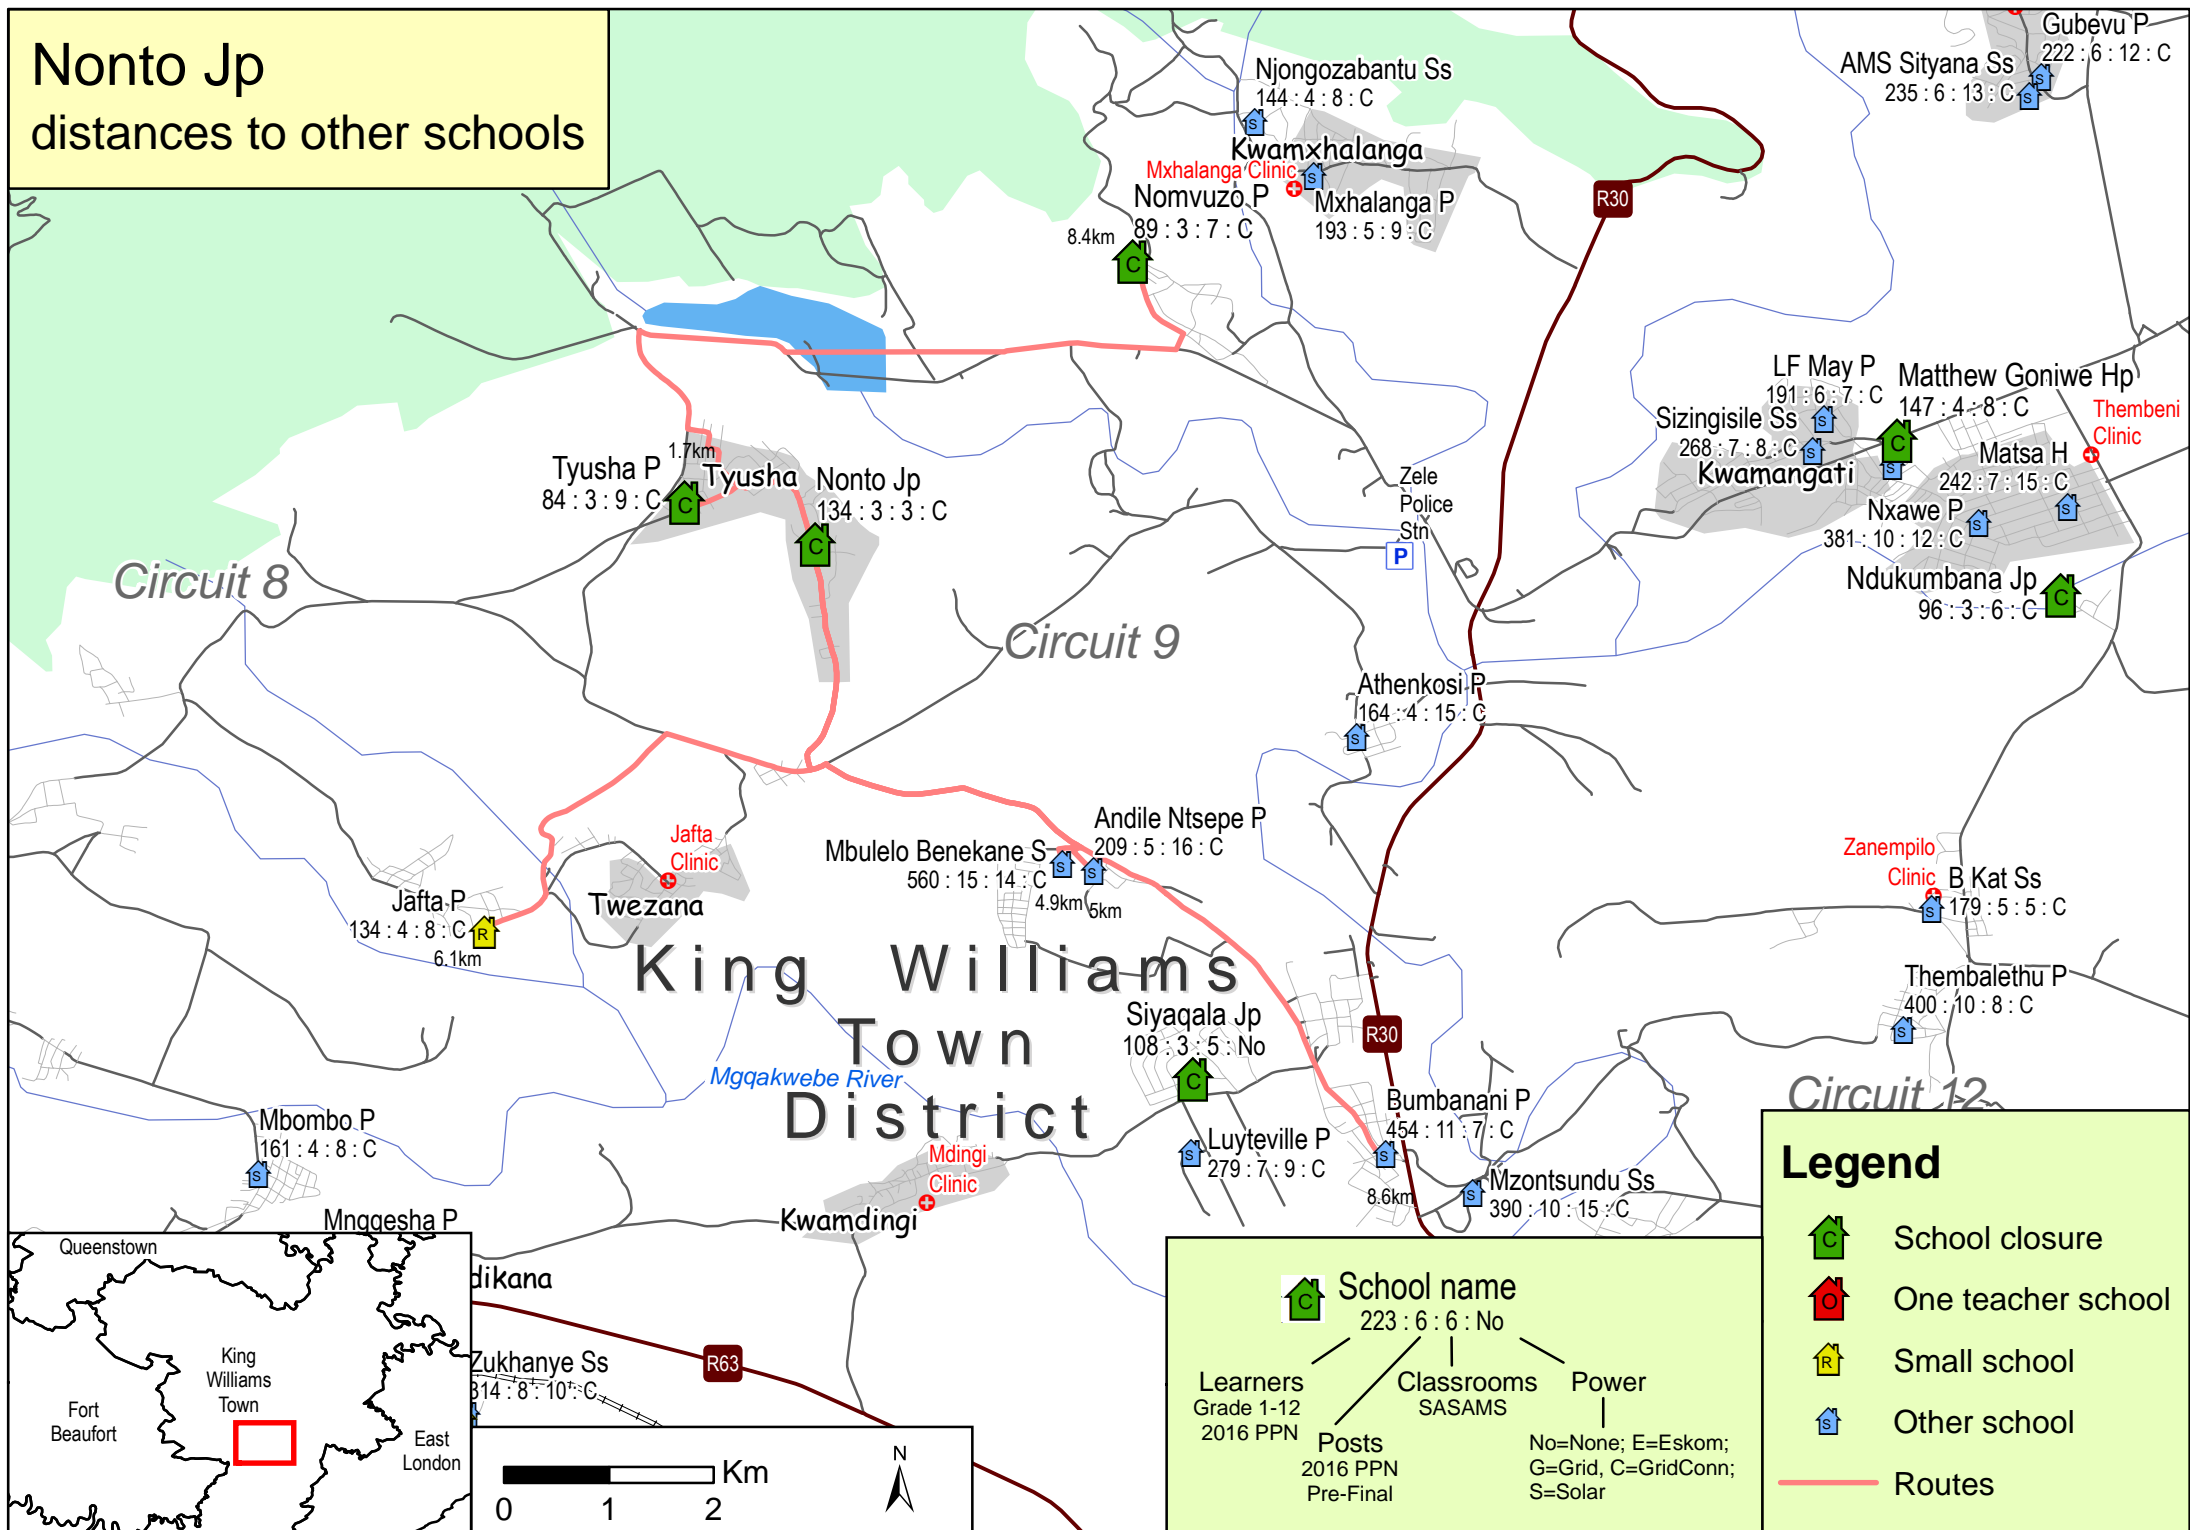 Nonto Jp
distances to other schools
Njongozabantu Ss
144 : 4 : 8 : C
Kwamxhalanga
Mxhalanga Clinic
Nomvuzo P
89 : 3 : 7 : C
8.4km
Mxhalanga P
193 : 5 : 9 : C
C
S
S
R30
Gubevu P
222 : 6 : 12 : C
AMS Sityana Ss
235 : 6 : 13 : C
S
S
LF May P
191 : 6 : 7 : C
Matthew Goniwe Hp
147 : 4 : 8 : C
Sizingisile Ss
268 : 7 : 8 : C
Kwamangati
Thembeni
Clinic
Matsa H
242 : 7 : 15 : C
Nxawe P
381 : 10 : 12 : C
Ndukumbana Jp
96 : 3 : 6 : C
S
S
C
S
S
S
C
Tyusha P
84 : 3 : 9 : C
1.7km
Tyusha
Nonto Jp
134 : 3 : 3 : C
C
C
Zele
Police
Stn
P
Circuit 8
Circuit 9
Athenkosi P
164 : 4 : 15 : C
S
Andile Ntsepe P
209 : 5 : 16 : C
Mbulelo Benekane S
560 : 15 : 14 : C
4.9km
5km
S
S
Jafta
Clinic
Twezana
Jafta P
134 : 4 : 8 : C
6.1km
R
Zanempilo
Clinic
B Kat Ss
179 : 5 : 5 : C
S
Thembalethu P
400 : 10 : 8 : C
S
King Williams
Town
District
Siyaqala Jp
108 : 3 : 5 : No
C
R30
Mgqakwebe River
Circuit 12
Mbombo P
161 : 4 : 8 : C
S
Bumbanani P
454 : 11 : 7 : C
S
8.6km
Luyteville P
279 : 7 : 9 : C
S
Mzontsundu Ss
390 : 10 : 15 : C
S
Mdingi
Clinic
Kwamdingi
Mnggesha P
dikana
Zukhanye Ss
314 : 8 : 10 : C
R63
Queenstown
King
Williams
Town
Fort
Beaufort
East
London
Km
0 1 2
N
C
School name
223 : 6 : 6 : No
Learners
Grade 1-12
2016 PPN
Posts
2016 PPN
Pre-Final
Classrooms
SASAMS
Power
No=None; E=Eskom;
G=Grid, C=GridConn;
S=Solar
Legend
C School closure
O One teacher school
R Small school
S Other school
Routes